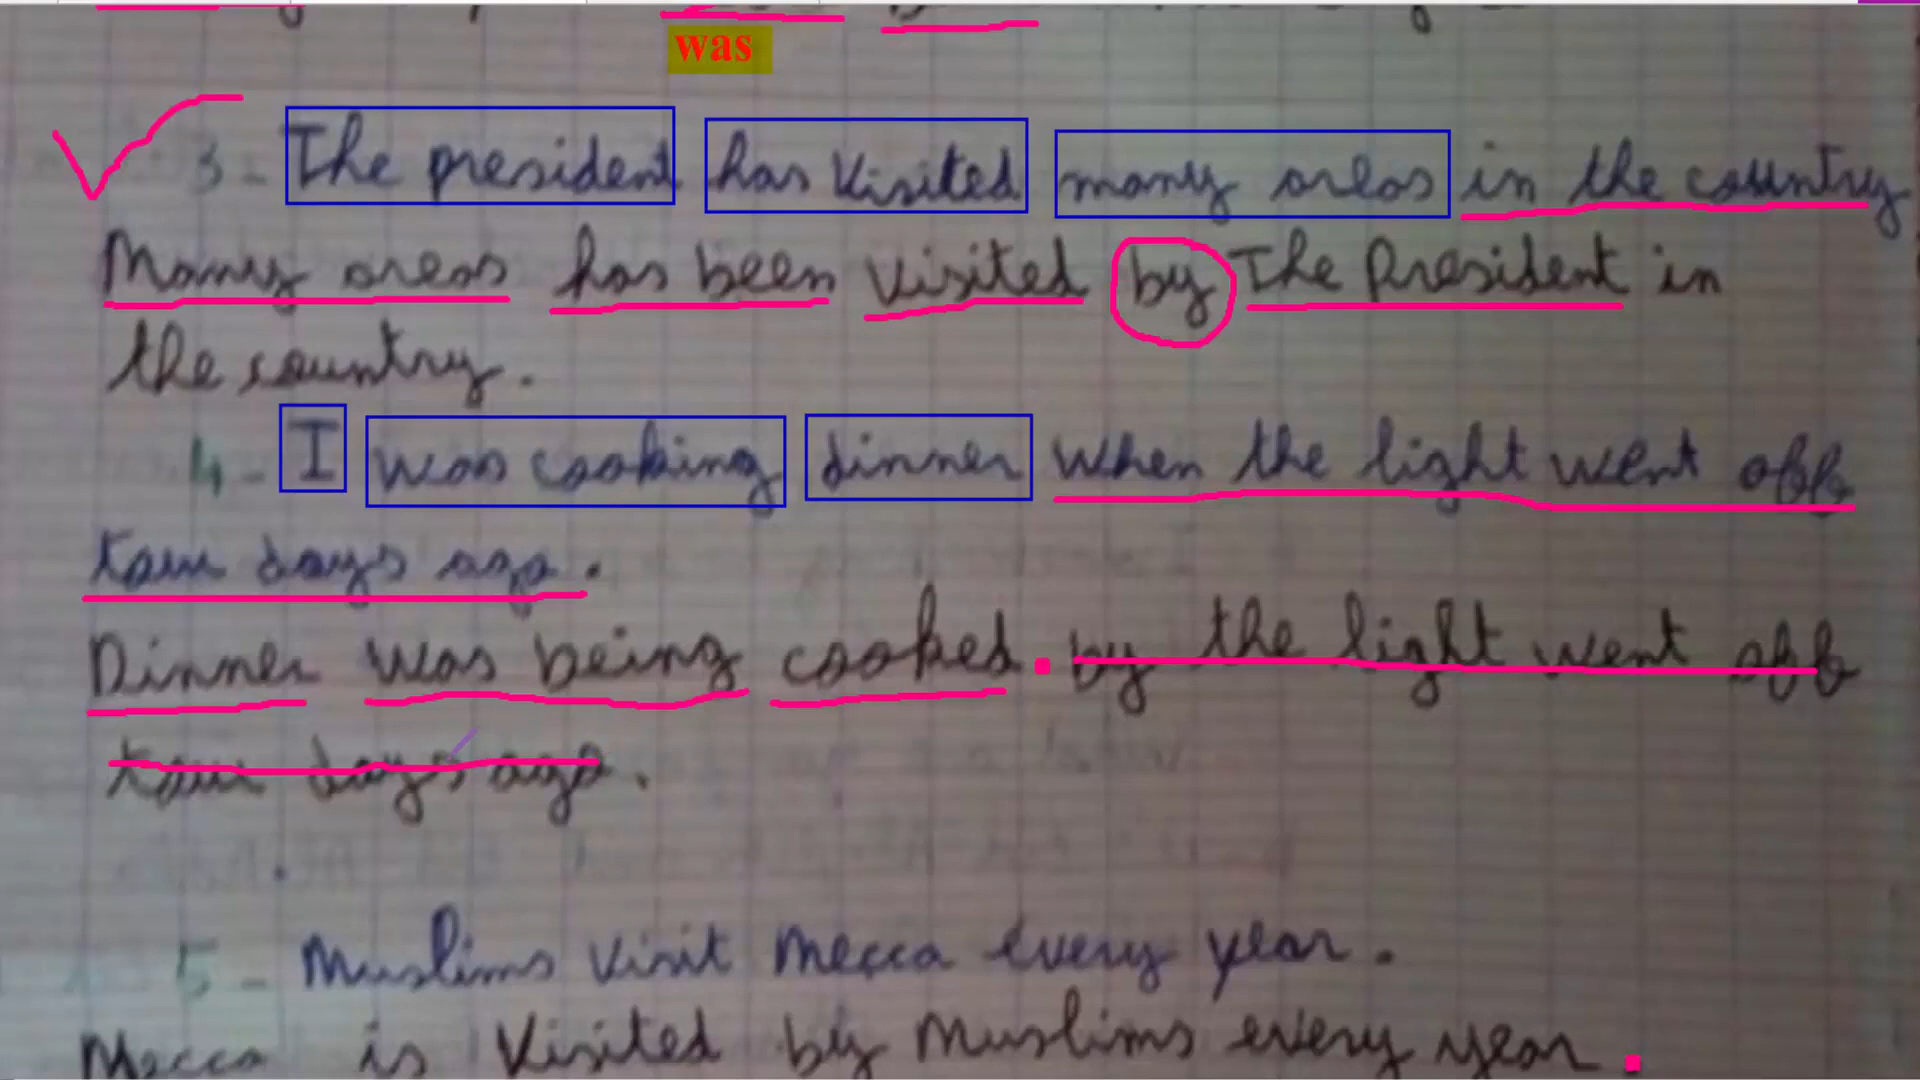 was
3- The president has visited many areas in the country
Many areas has been visited by The President in
the country.
4- I was cooking dinner when the light went off
tow days ago.
Dinner was being cooked. by the light went off
tow days ago.
5- Muslims visit Mecca every year.
Mecca is visited by Muslims every year.